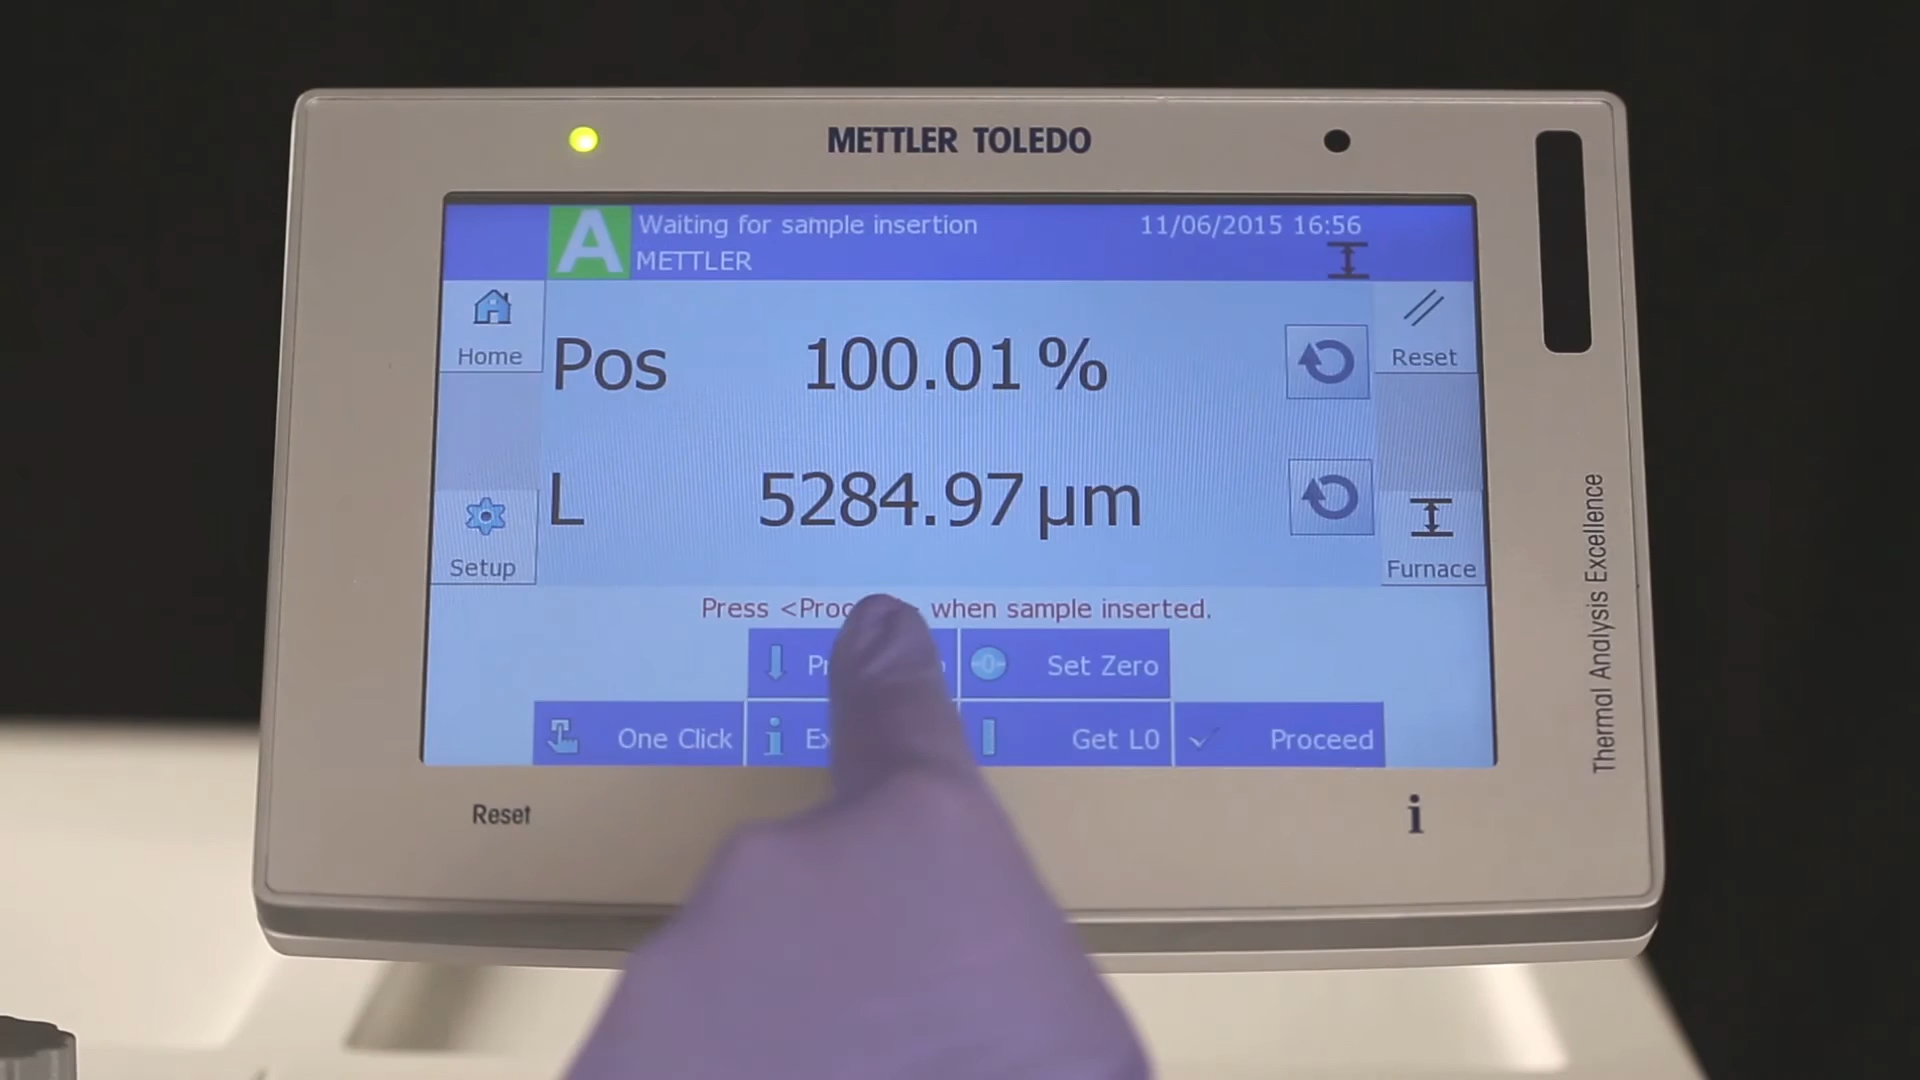 METTLER TOLEDO
A
Waiting for sample insertion
11/06/2015 16:56
METTLER
Home
Pos 100.01 %
Reset
L 5284.97 µm
Setup
Furnace
Press when sample inserted.
Set Zero
One Click
Get L0
Proceed
Reset
i
Thermal Analysis Excellence